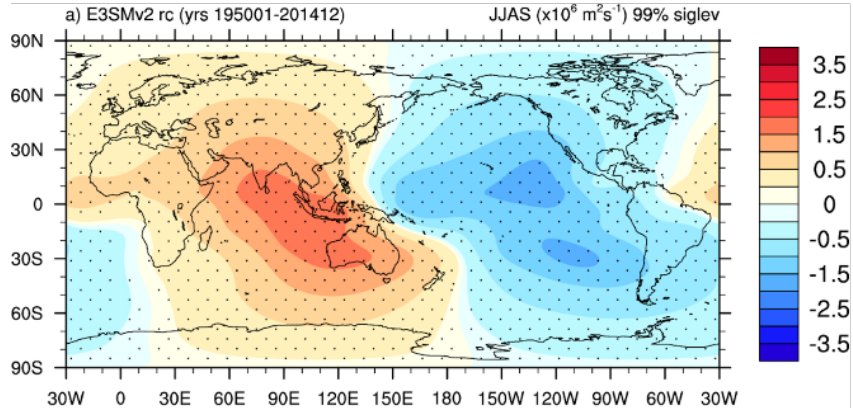 a) E3SMv2 rc (yrs 195001-201412) JJAS (x10⁶ m²s⁻¹) 99% siglev
90N
60N
30N
0
30S
60S
90S
30W 0 30E 60E 90E 120E 150E 180 150W 120W 90W 60W 30W
3.5
2.5
1.5
0.5
0
-0.5
-1.5
-2.5
-3.5